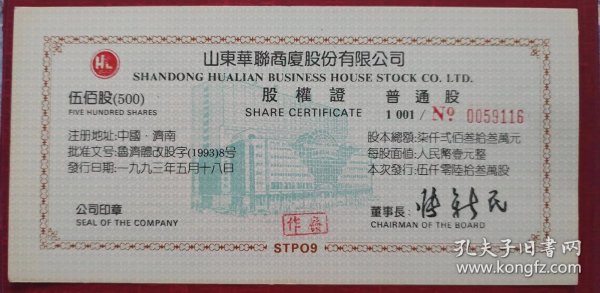 HL
山東華聯商廈股份有限公司
SHANDONG HUALIAN BUSINESS HOUSE STOCK CO. LTD.
伍佰股(500) 股權證 普通股
FIVE HUNDRED SHARES SHARE CERTIFICATE 1 001 / Nº 0059116
注册地址:中國·濟南 股本總額:柒仟弍佰叁拾叁萬元
批准文号:魯濟體改股字(1993)8号 每股面值:人民幣壹元整
發行日期:一九九三年五月十八日 本次發行:伍仟零陸拾叁萬股
公司印章 董事長:
SEAL OF THE COMPANY CHAIRMAN OF THE BOARD
作廢
STP09
孔夫子旧書网
www.kongfz.com